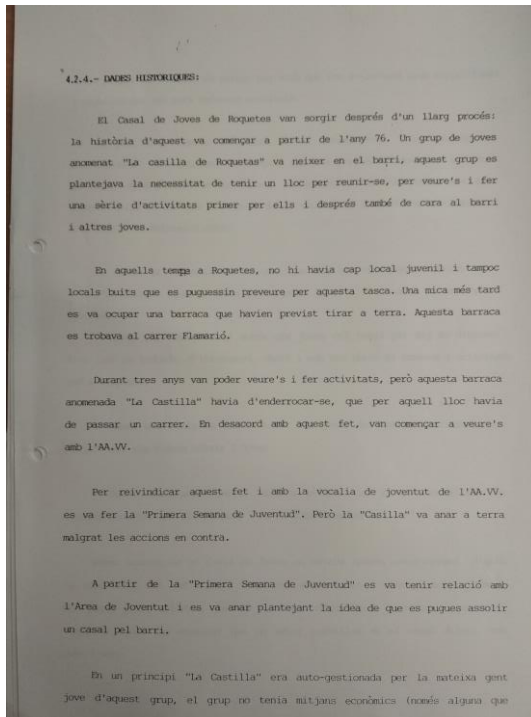 4.2.4.- DADES HISTORIQUES:
El Casal de Joves de Roquetes van sorgir després d'un llarg procés:
la història d'aquest va començar a partir de l'any 76. Un grup de joves
anomenat "La casilla de Roquetas" va neixer en el barri, aquest grup es
plantejava la necessitat de tenir un lloc per reunir-se, per veure's i fer
una sèrie d'activitats primer per ells i després també de cara al barri
i altres joves.
En aquells temps a Roquetes, no hi havia cap local juvenil i tampoc
locals buits que es puguessin preveure per aquesta tasca. Una mica més tard
es va ocupar una barraca que havien previst tirar a terra. Aquesta barraca
es trobava al carrer Flamarió.
Durant tres anys van poder veure's i fer activitats, però aquesta barraca
anomenada "La Castilla" havia d'enderrocar-se, que per aquell lloc havia
de passar un carrer. En desacord amb aquest fet, van començar a veure's
amb l'AA.VV.
Per reivindicar aquest fet i amb la vocalia de joventut de l'AA.VV.
es va fer la "Primera Semana de Juventud". Però la "Casilla" va anar a terra
malgrat les accions en contra.
A partir de la "Primera Semana de Juventud" es va tenir relació amb
l'Area de Joventut i es va anar plantejant la idea de que es pugues assolir
un casal pel barri.
En un principi "La Castilla" era auto-gestionada per la mateixa gent
jove d'aquest grup, el grup no tenia mitjans econòmics (només alguna que